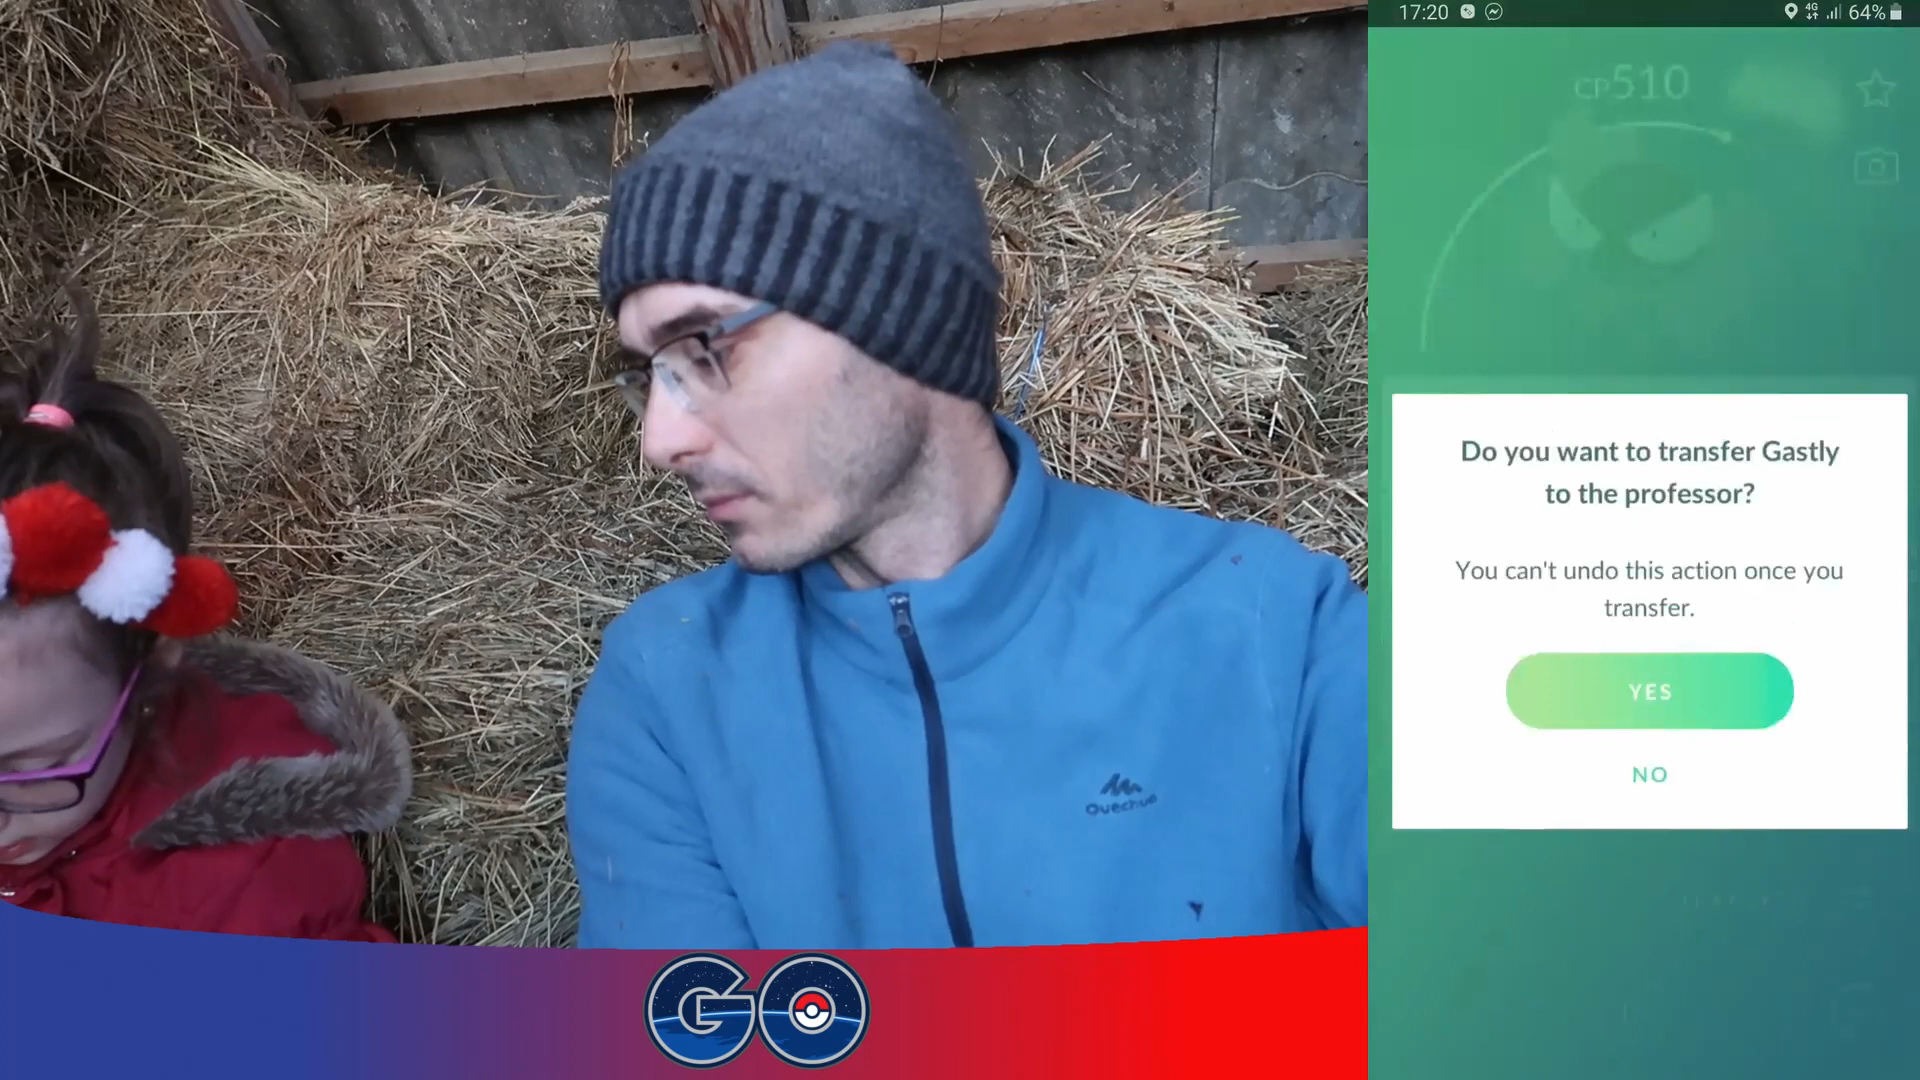 17:20
4G
64%
CP510
Do you want to transfer Gastly
to the professor?
You can't undo this action once you
transfer.
YES
NO
Quechua
GO